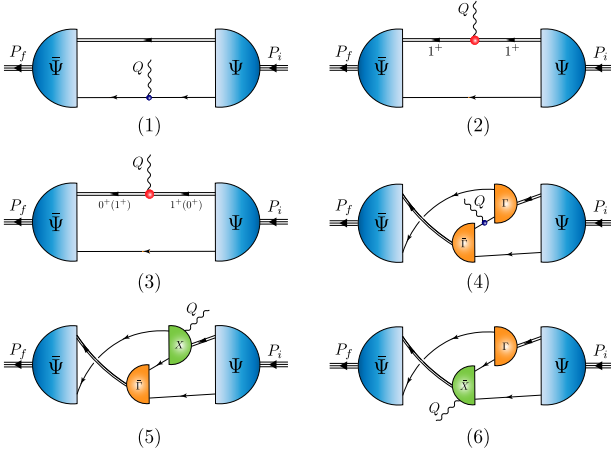 P_f Ψ̄ Q Ψ P_i
(1)
P_f Ψ̄ 1⁺ Q 1⁺ Ψ P_i
(2)
P_f Ψ̄ 0⁺(1⁺) Q 1⁺(0⁺) Ψ P_i
(3)
P_f Ψ̄ Γ̄ Q Γ Ψ P_i
(4)
P_f Ψ̄ Γ̄ X Q Ψ P_i
(5)
P_f Ψ̄ Q X̄ Γ Ψ P_i
(6)